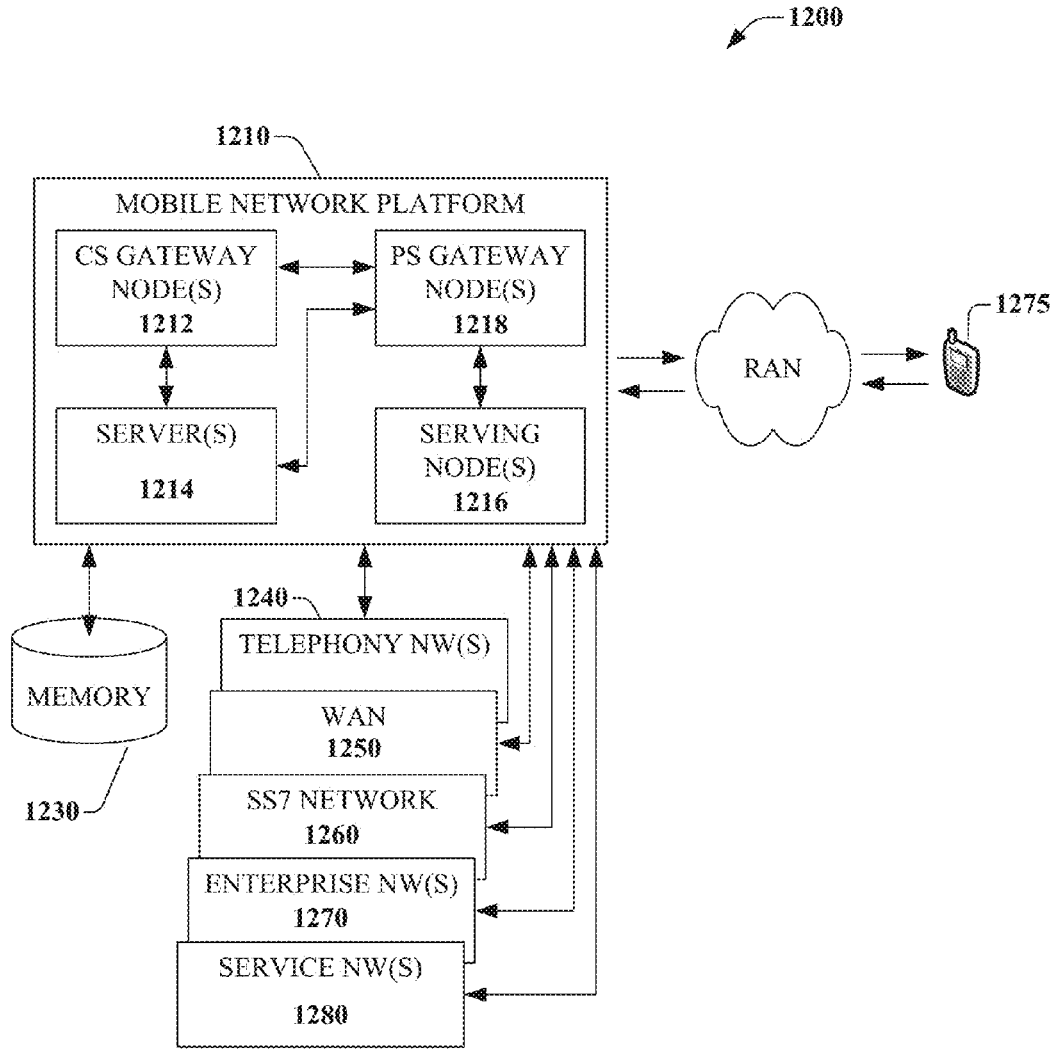 1200
1210
MOBILE NETWORK PLATFORM
CS GATEWAY
NODE(S)
1212
PS GATEWAY
NODE(S)
1218
SERVER(S)
1214
SERVING
NODE(S)
1216
RAN
1275
1240
TELEPHONY NW(S)
MEMORY
1230
WAN
1250
SS7 NETWORK
1260
ENTERPRISE NW(S)
1270
SERVICE NW(S)
1280